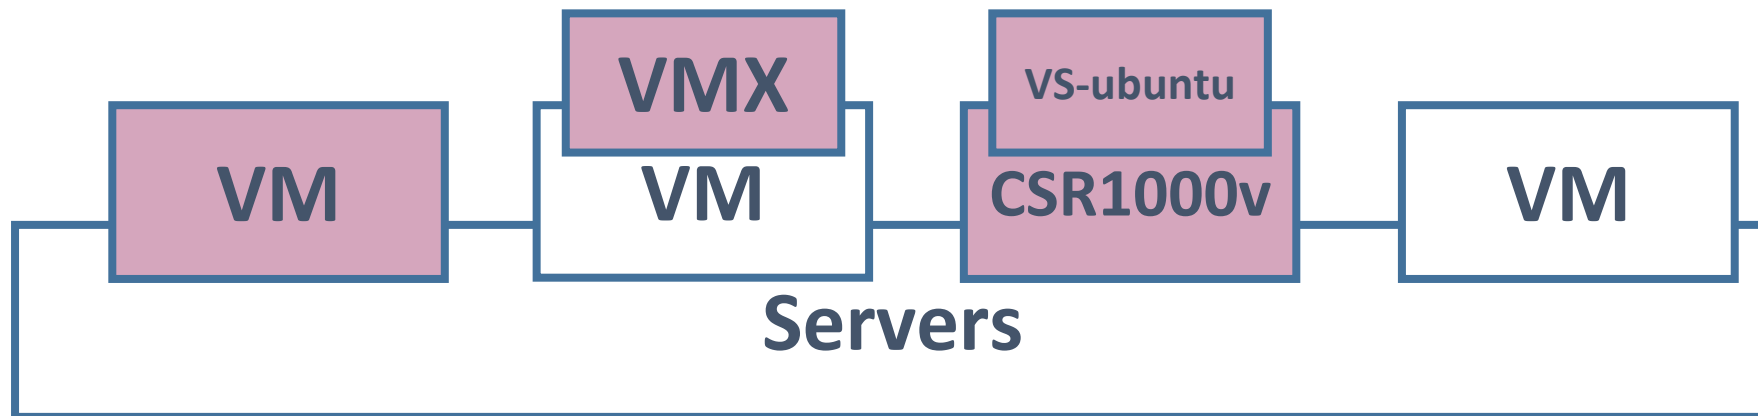 VMX
VS-ubuntu
VM
VM
CSR1000v
VM
Servers